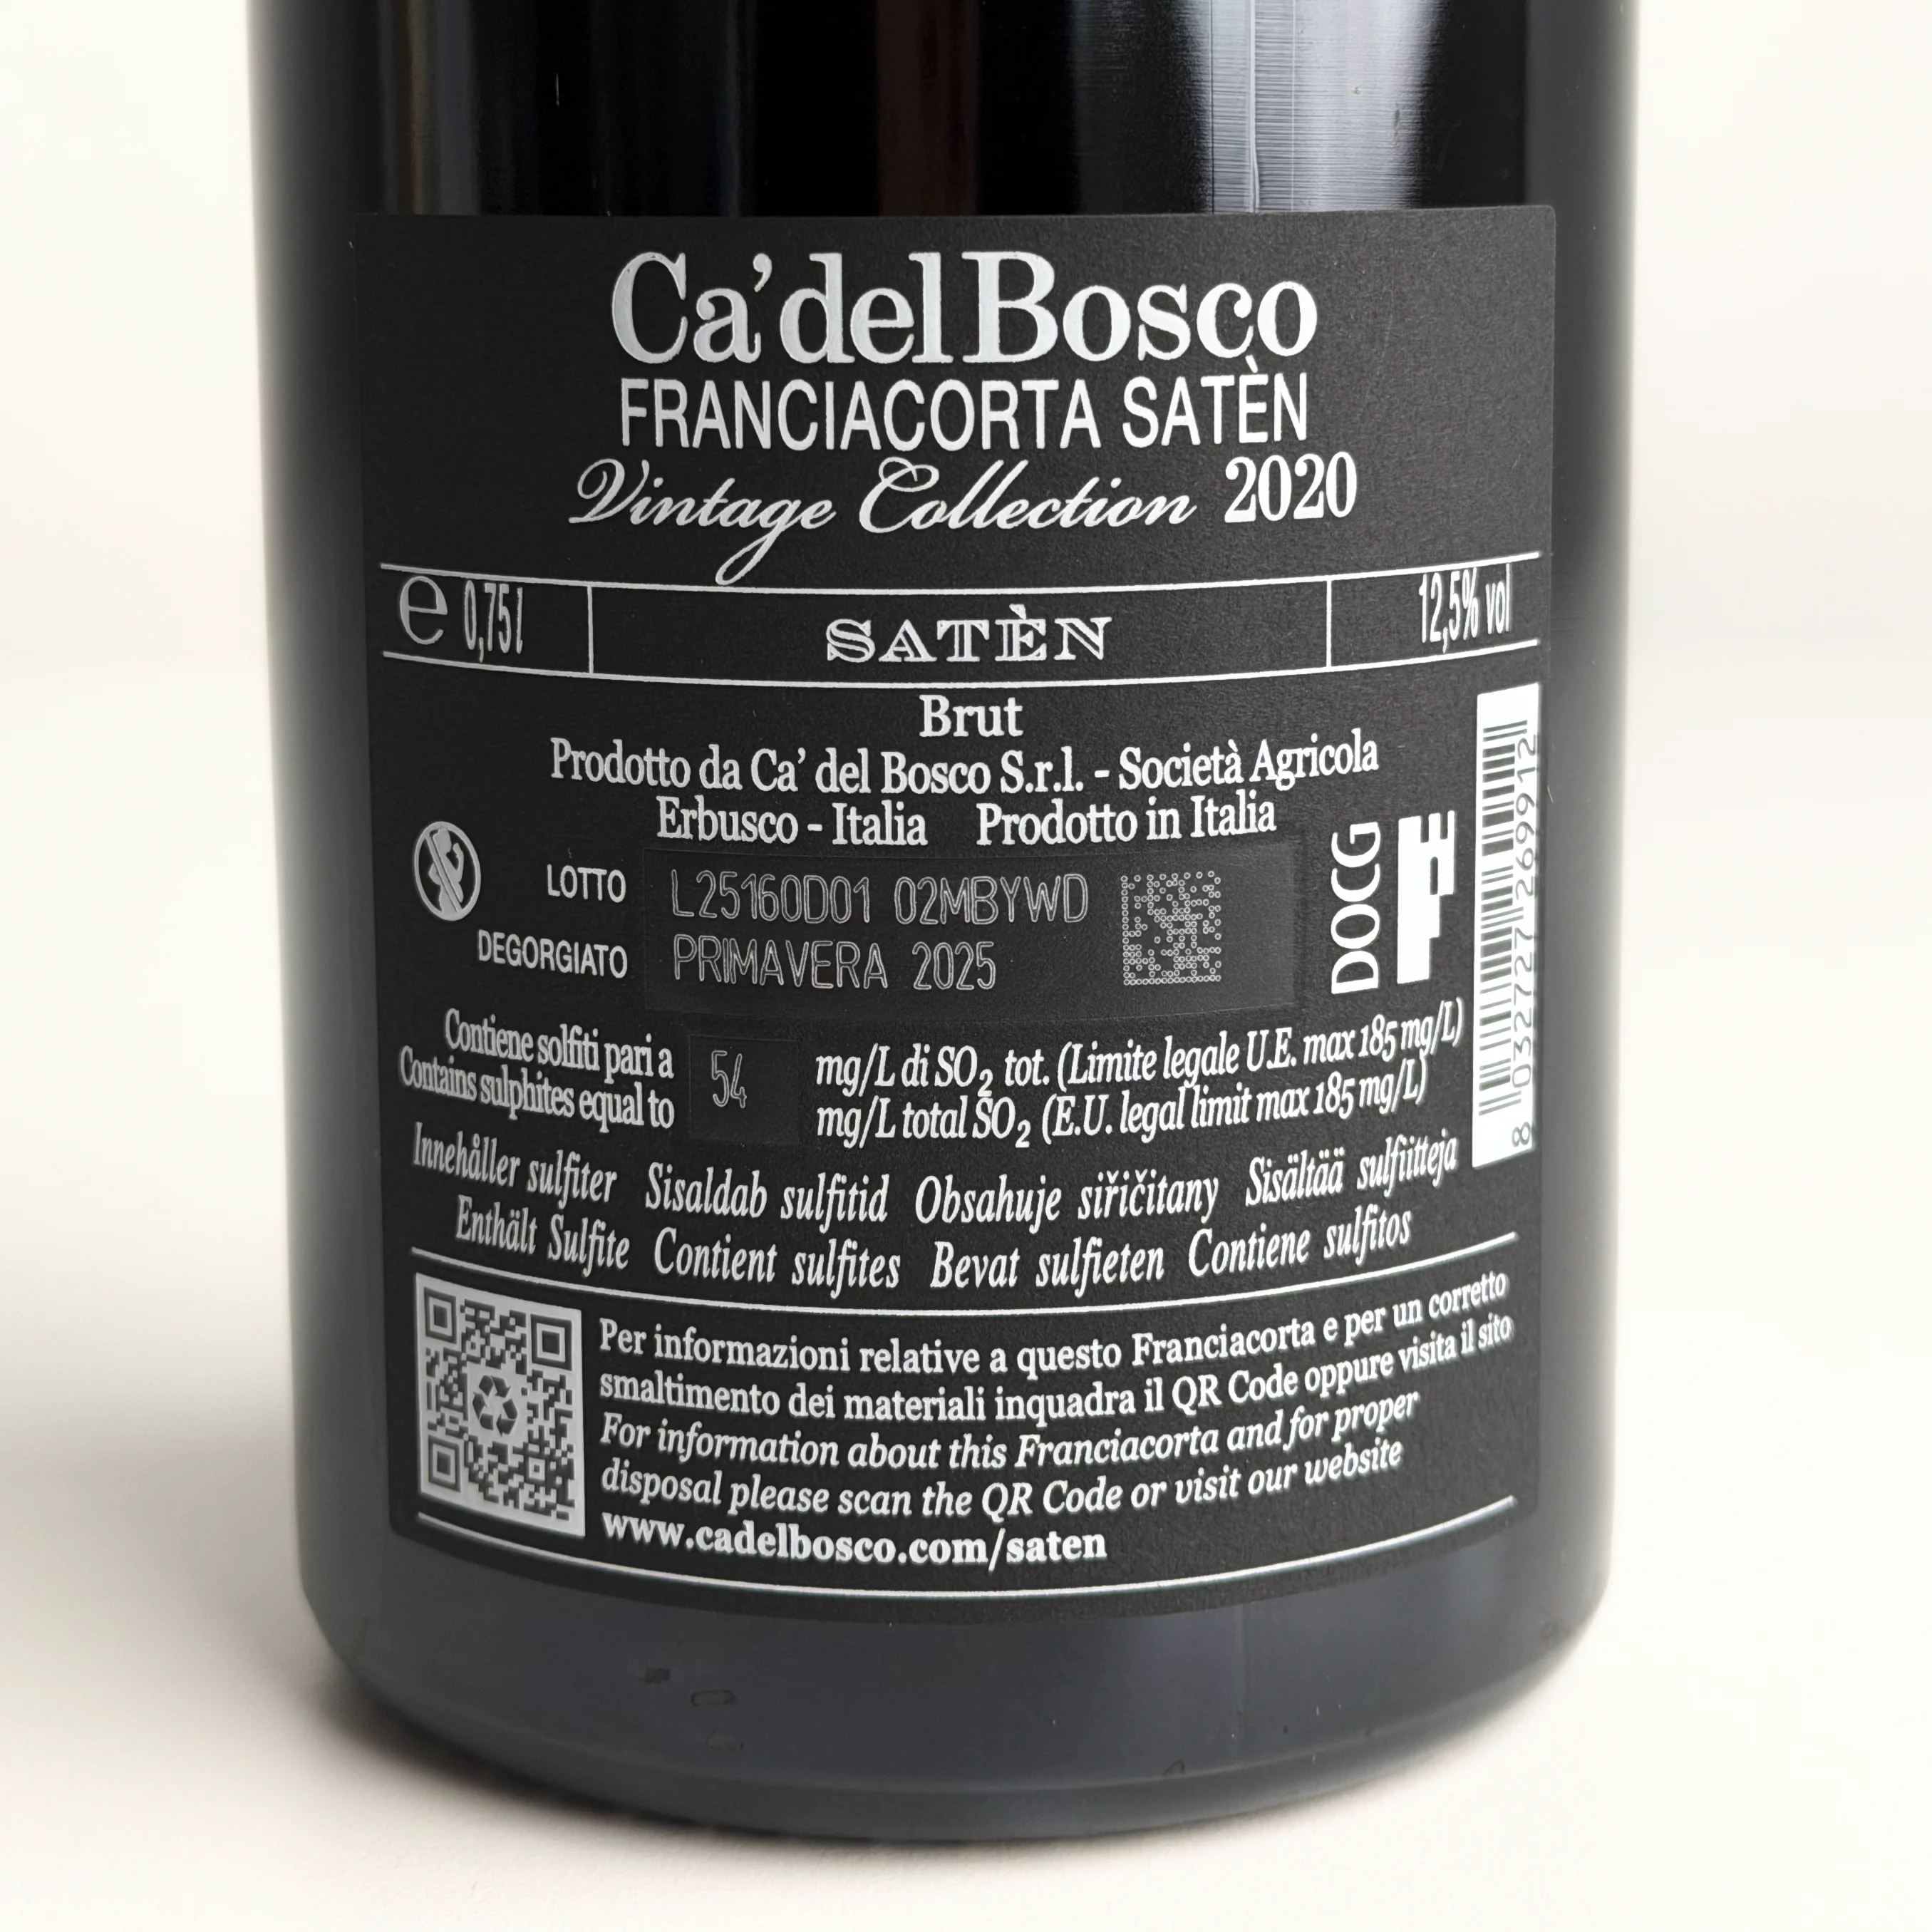 Ca' del Bosco
FRANCIACORTA SATÈN
Vintage Collection 2020
e 0,75l SATÈN 12,5% vol
Brut
Prodotto da Ca' del Bosco S.r.l. - Società Agricola
Erbusco - Italia Prodotto in Italia
LOTTO L25160D01 02MBYWD
DEGORGIATO PRIMAVERA 2025
DOCG F
8 032727 269912
Contiene solfiti pari a 54 mg/L di SO₂ tot. (Limite legale U.E. max 185 mg/L)
Contains sulphites equal to mg/L total SO₂ (E.U. legal limit max 185 mg/L)
Innehåller sulfiter Sisaldab sulfitid Obsahuje siřičitany Sisältää sulfiitteja
Enthält Sulfite Contient sulfites Bevat sulfieten Contiene sulfitos
Per informazioni relative a questo Franciacorta e per un corretto
smaltimento dei materiali inquadra il QR Code oppure visita il sito
For information about this Franciacorta and for proper
disposal please scan the QR Code or visit our website
www.cadelbosco.com/saten